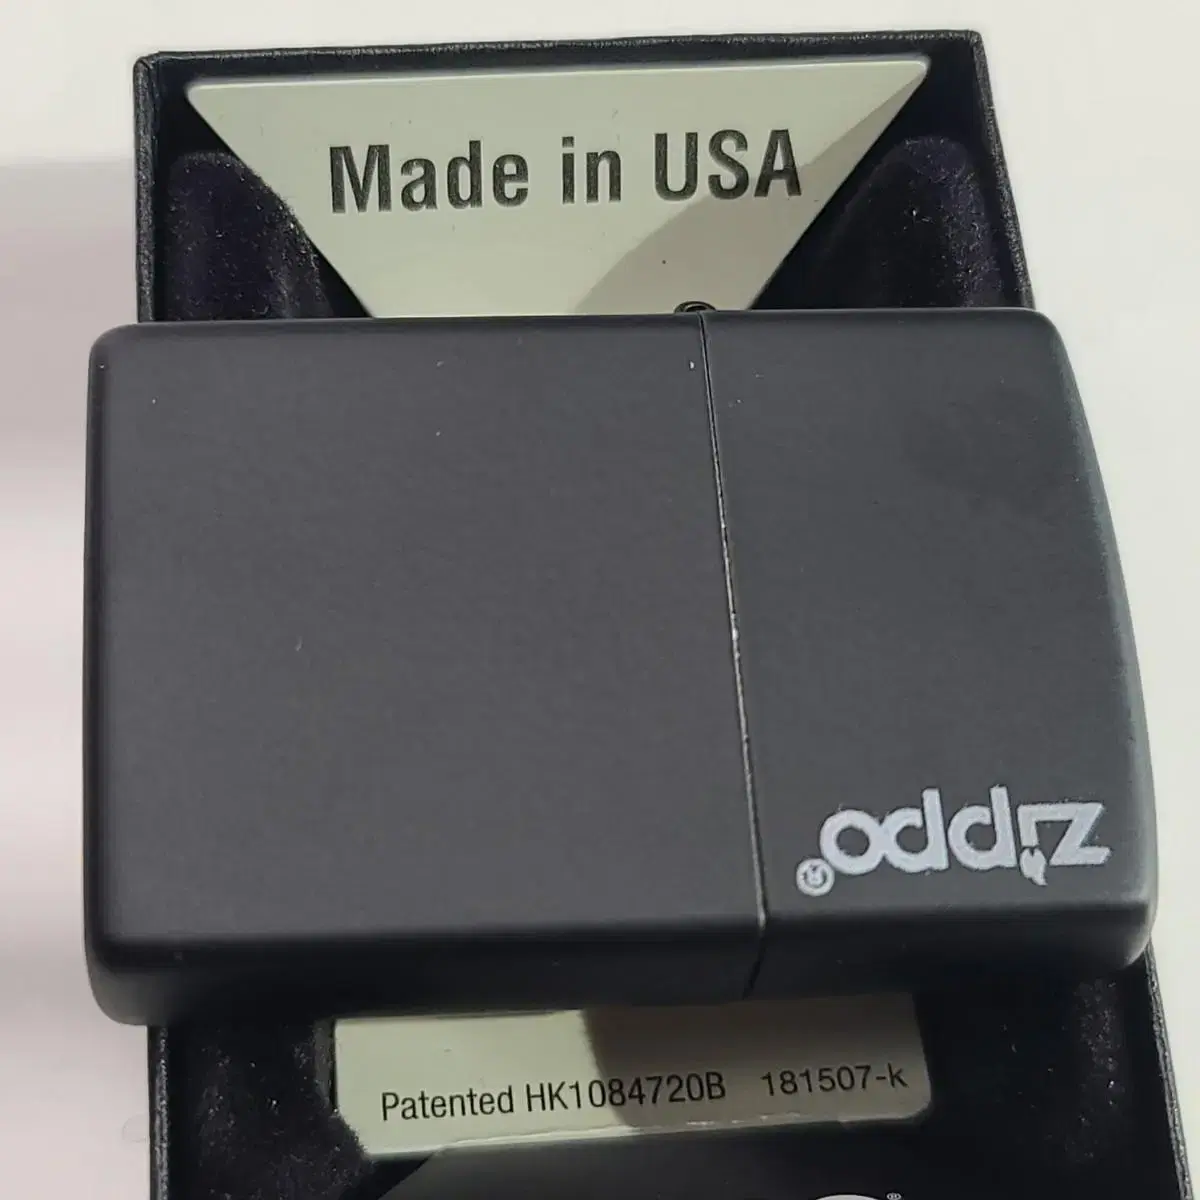 Made in USA
zippo®
Patented HK1084720B 181507-k
®